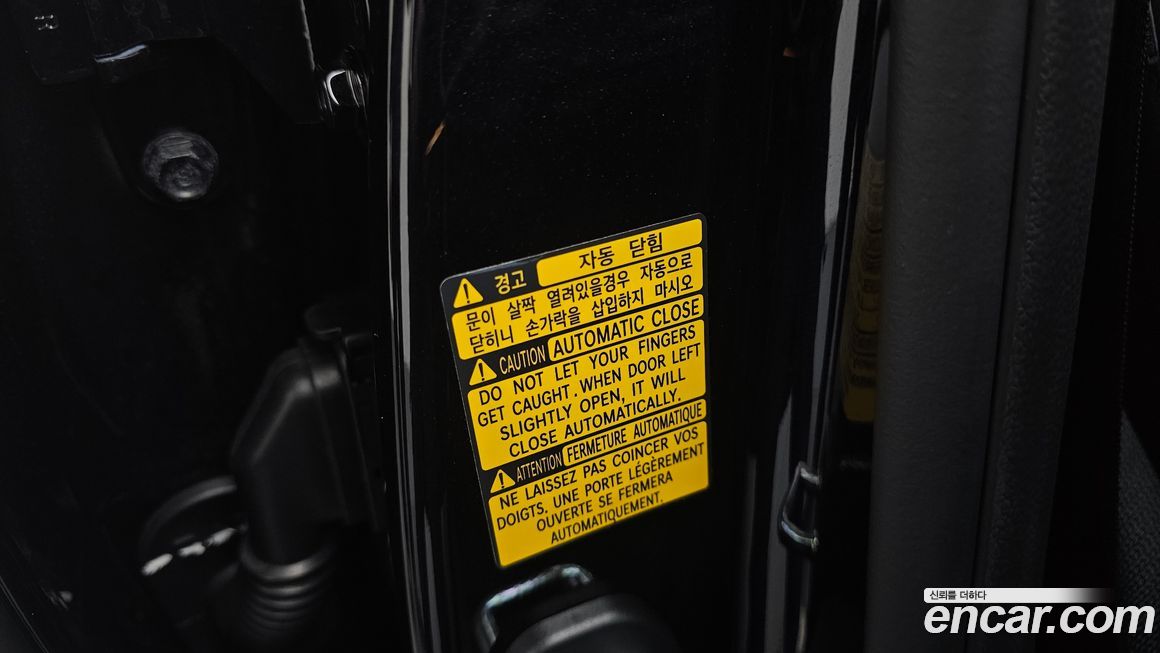 경고 자동 닫힘
문이 살짝 열려있을경우 자동으로
닫히니 손가락을 삽입하지 마시오
CAUTION AUTOMATIC CLOSE
DO NOT LET YOUR FINGERS
GET CAUGHT. WHEN DOOR LEFT
SLIGHTLY OPEN, IT WILL
CLOSE AUTOMATICALLY.
ATTENTION FERMETURE AUTOMATIQUE
NE LAISSEZ PAS COINCER VOS
DOIGTS. UNE PORTE LÉGÈREMENT
OUVERTE SE FERMERA
AUTOMATIQUEMENT.
신뢰를 더하다
encar.com